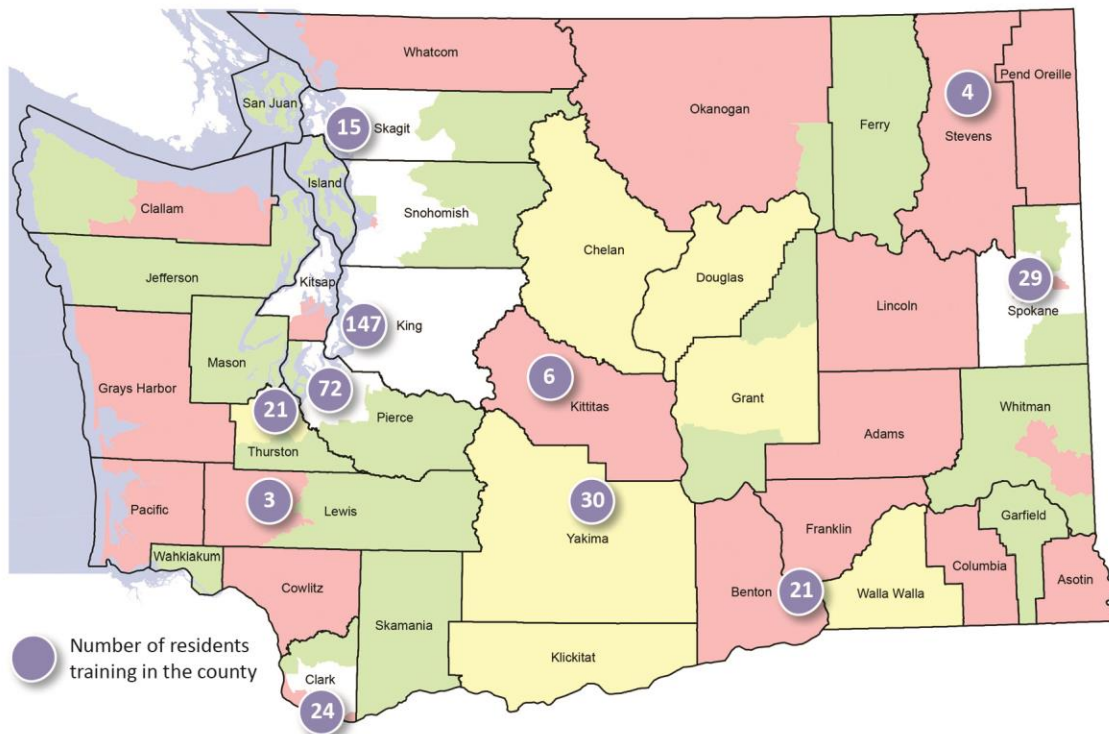 Whatcom
San Juan
15
Skagit
Okanogan
Ferry
4
Stevens
Pend Oreille
Island
Clallam
Snohomish
Chelan
Douglas
Jefferson
Kitsap
147
King
Lincoln
29
Spokane
Mason
Grays Harbor
72
21
Pierce
Thurston
6
Kittitas
Grant
Adams
Whitman
3
Lewis
Pacific
30
Yakima
Franklin
Garfield
Wahkiakum
Cowlitz
Skamania
Benton
21
Walla Walla
Columbia
Asotin
Klickitat
Clark
24
Number of residents
training in the county